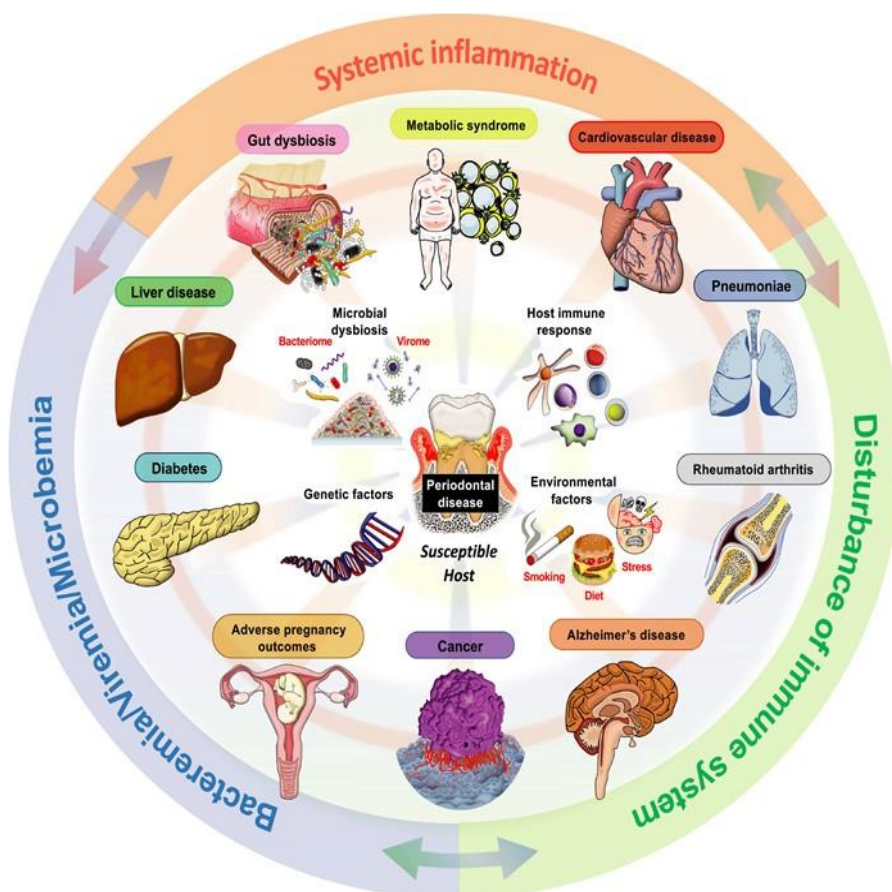 Systemic inflammation
Metabolic syndrome
Gut dysbiosis
Cardiovascular disease
Liver disease
Pneumoniae
Microbial
dysbiosis
Bacteriome
Virome
Host immune
response
Diabetes
Rheumatoid arthritis
Genetic factors
Periodontal
disease
Environmental
factors
Susceptible
Host
Smoking
Diet
Stress
Adverse pregnancy
outcomes
Cancer
Alzheimer's disease
Bacteremia/Viremia/Microbemia
Disturbance of immune system